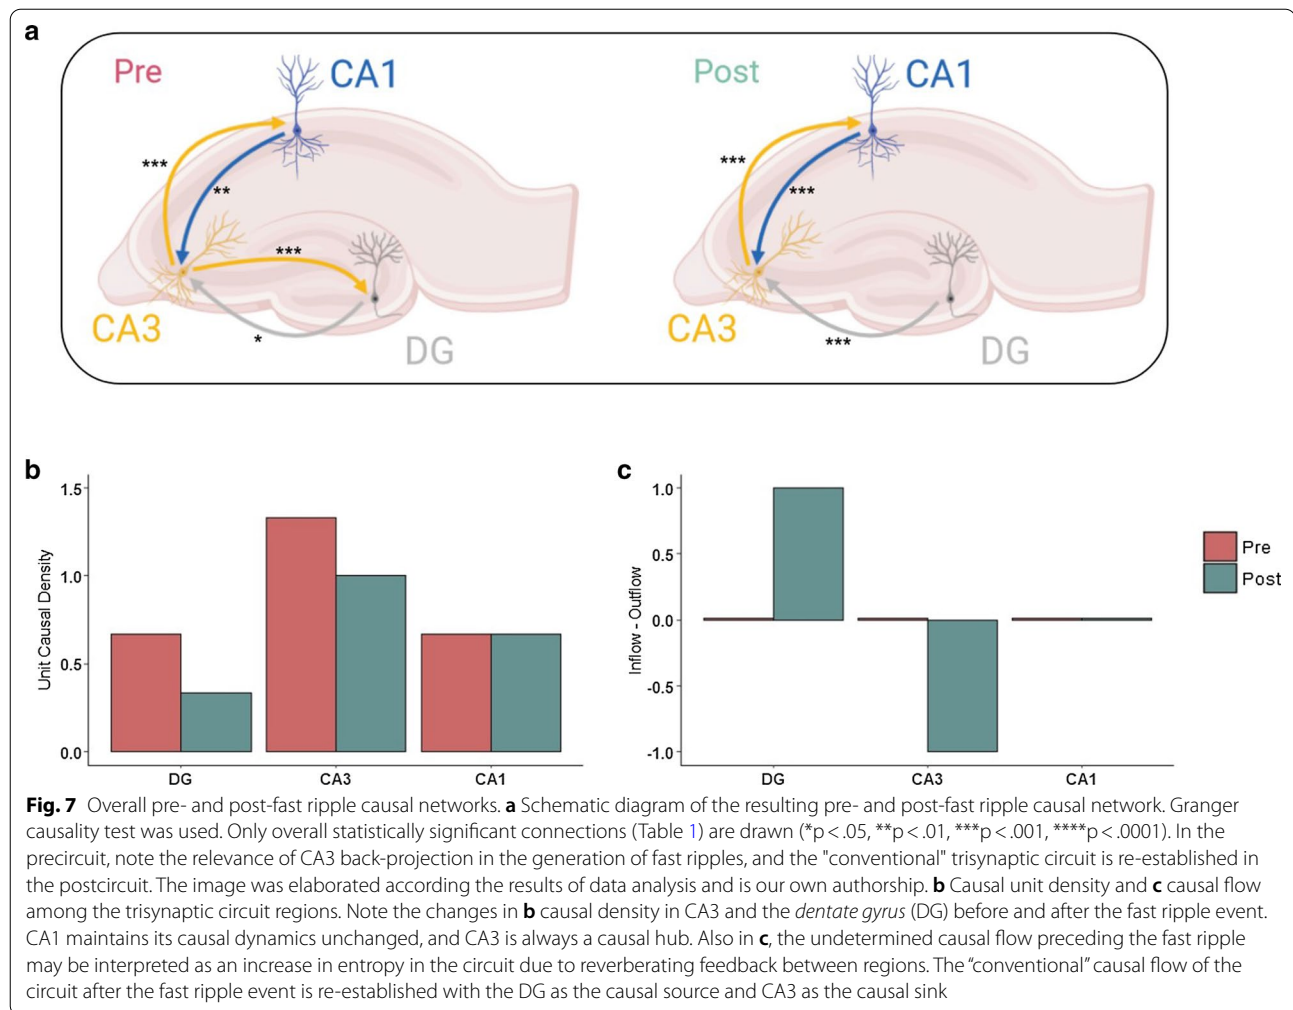 a
Pre
CA1
Post
CA1
***
**
***
***
***
*
***
CA3
DG
CA3
DG
b
c
Unit Causal Density
1.5
1.0
0.5
0.0
DG
CA3
CA1
Inflow - Outflow
1.0
0.5
0.0
-0.5
-1.0
DG
CA3
CA1
Pre
Post
Fig. 7 Overall pre- and post-fast ripple causal networks. a Schematic diagram of the resulting pre- and post-fast ripple causal network. Granger
causality test was used. Only overall statistically significant connections (Table 1) are drawn (*p < .05, **p < .01, ***p < .001, ****p < .0001). In the
precircuit, note the relevance of CA3 back-projection in the generation of fast ripples, and the "conventional" trisynaptic circuit is re-established in
the postcircuit. The image was elaborated according the results of data analysis and is our own authorship. b Causal unit density and c causal flow
among the trisynaptic circuit regions. Note the changes in b causal density in CA3 and the dentate gyrus (DG) before and after the fast ripple event.
CA1 maintains its causal dynamics unchanged, and CA3 is always a causal hub. Also in c, the undetermined causal flow preceding the fast ripple
may be interpreted as an increase in entropy in the circuit due to reverberating feedback between regions. The “conventional” causal flow of the
circuit after the fast ripple event is re-established with the DG as the causal source and CA3 as the causal sink